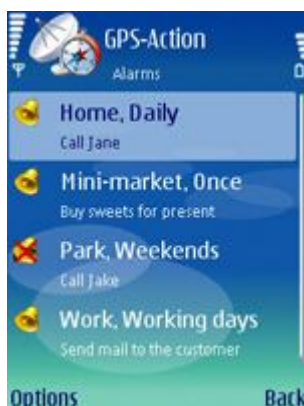 GPS-Action
Alarms
Home, Daily
Call Jane
Mini-market, Once
Buy sweets for present
Park, Weekends
Call Jake
Work, Working days
Send mail to the customer
Options Back